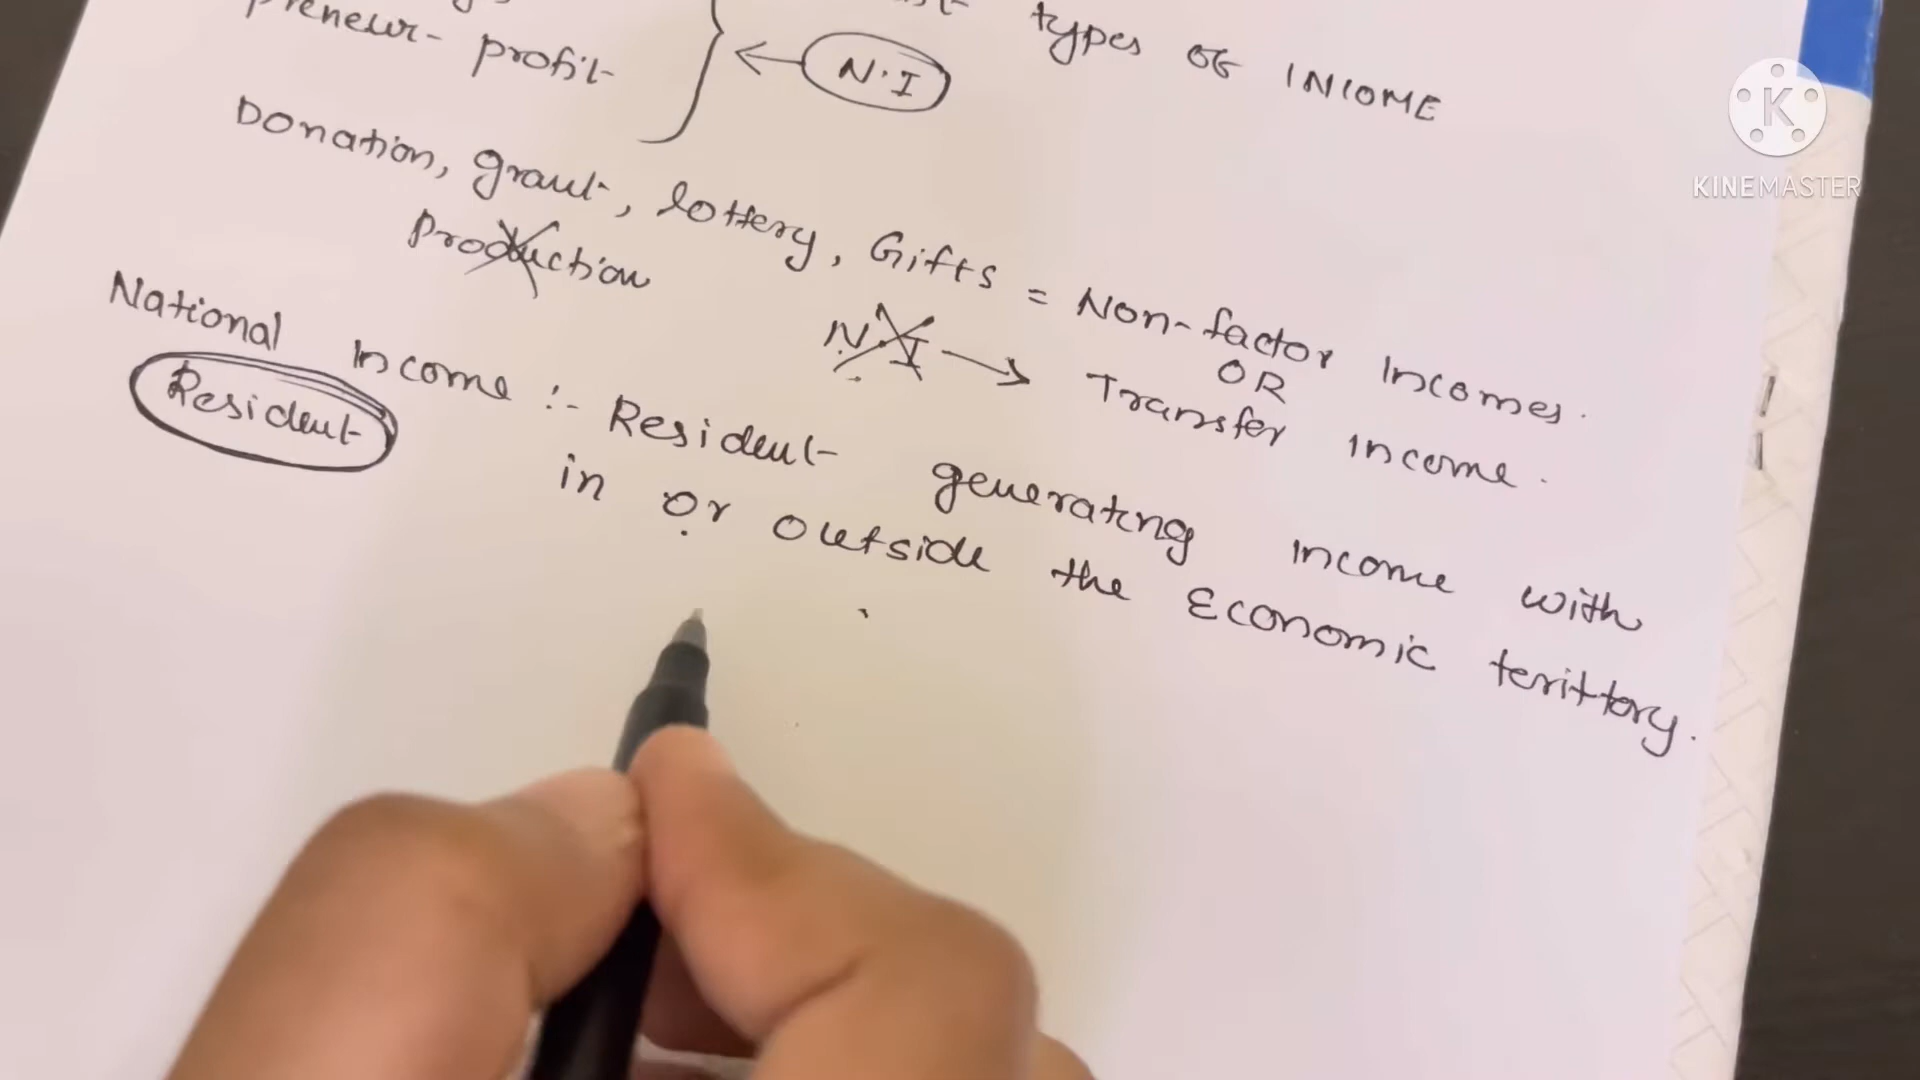 types OF INCOME
preneur- profit
N.I
Donation, grant, lottery, Gifts = Non-factor Incomes.
Production
OR
N.I → Transfer Income.
National Income :- Resident generating income with
in or outside the Economic terittory.
Resident
KINEMASTER